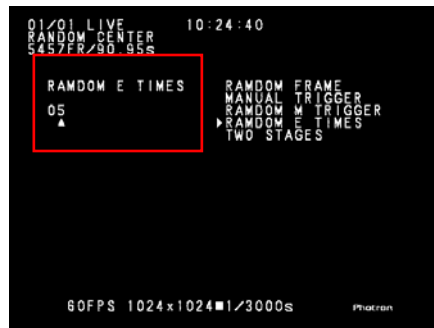 01/01 LIVE 10:24:40
RANDOM CENTER
5457FR/90.95s
RAMDOM E TIMES
05
▲
RAMDOM FRAME
MANUAL TRIGGER
RAMDOM M TRIGGER
▶RAMDOM E TIMES
TWO STAGES
60FPS 1024x1024■1/3000s Photron